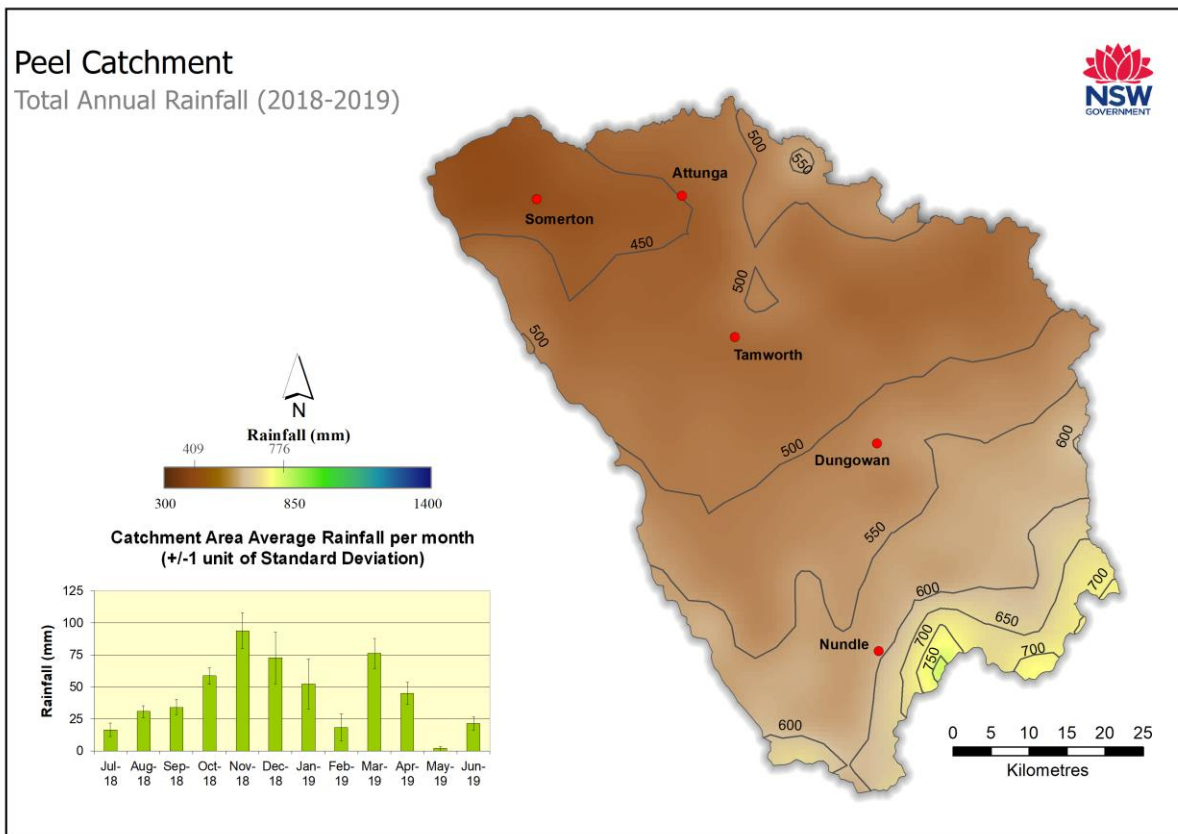 Peel Catchment
Total Annual Rainfall (2018-2019)
NSW
GOVERNMENT
500
550
Attunga
Somerton
450
500
500
Tamworth
600
500
Dungowan
550
600
700
650
700
Nundle
700
750
600
N
Rainfall (mm)
409 776
300 850 1400
Catchment Area Average Rainfall per month
(+/-1 unit of Standard Deviation)
Rainfall (mm)
125
100
75
50
25
0
Jul-18 Aug-18 Sep-18 Oct-18 Nov-18 Dec-18 Jan-19 Feb-19 Mar-19 Apr-19 May-19 Jun-19
0 5 10 15 20 25
Kilometres